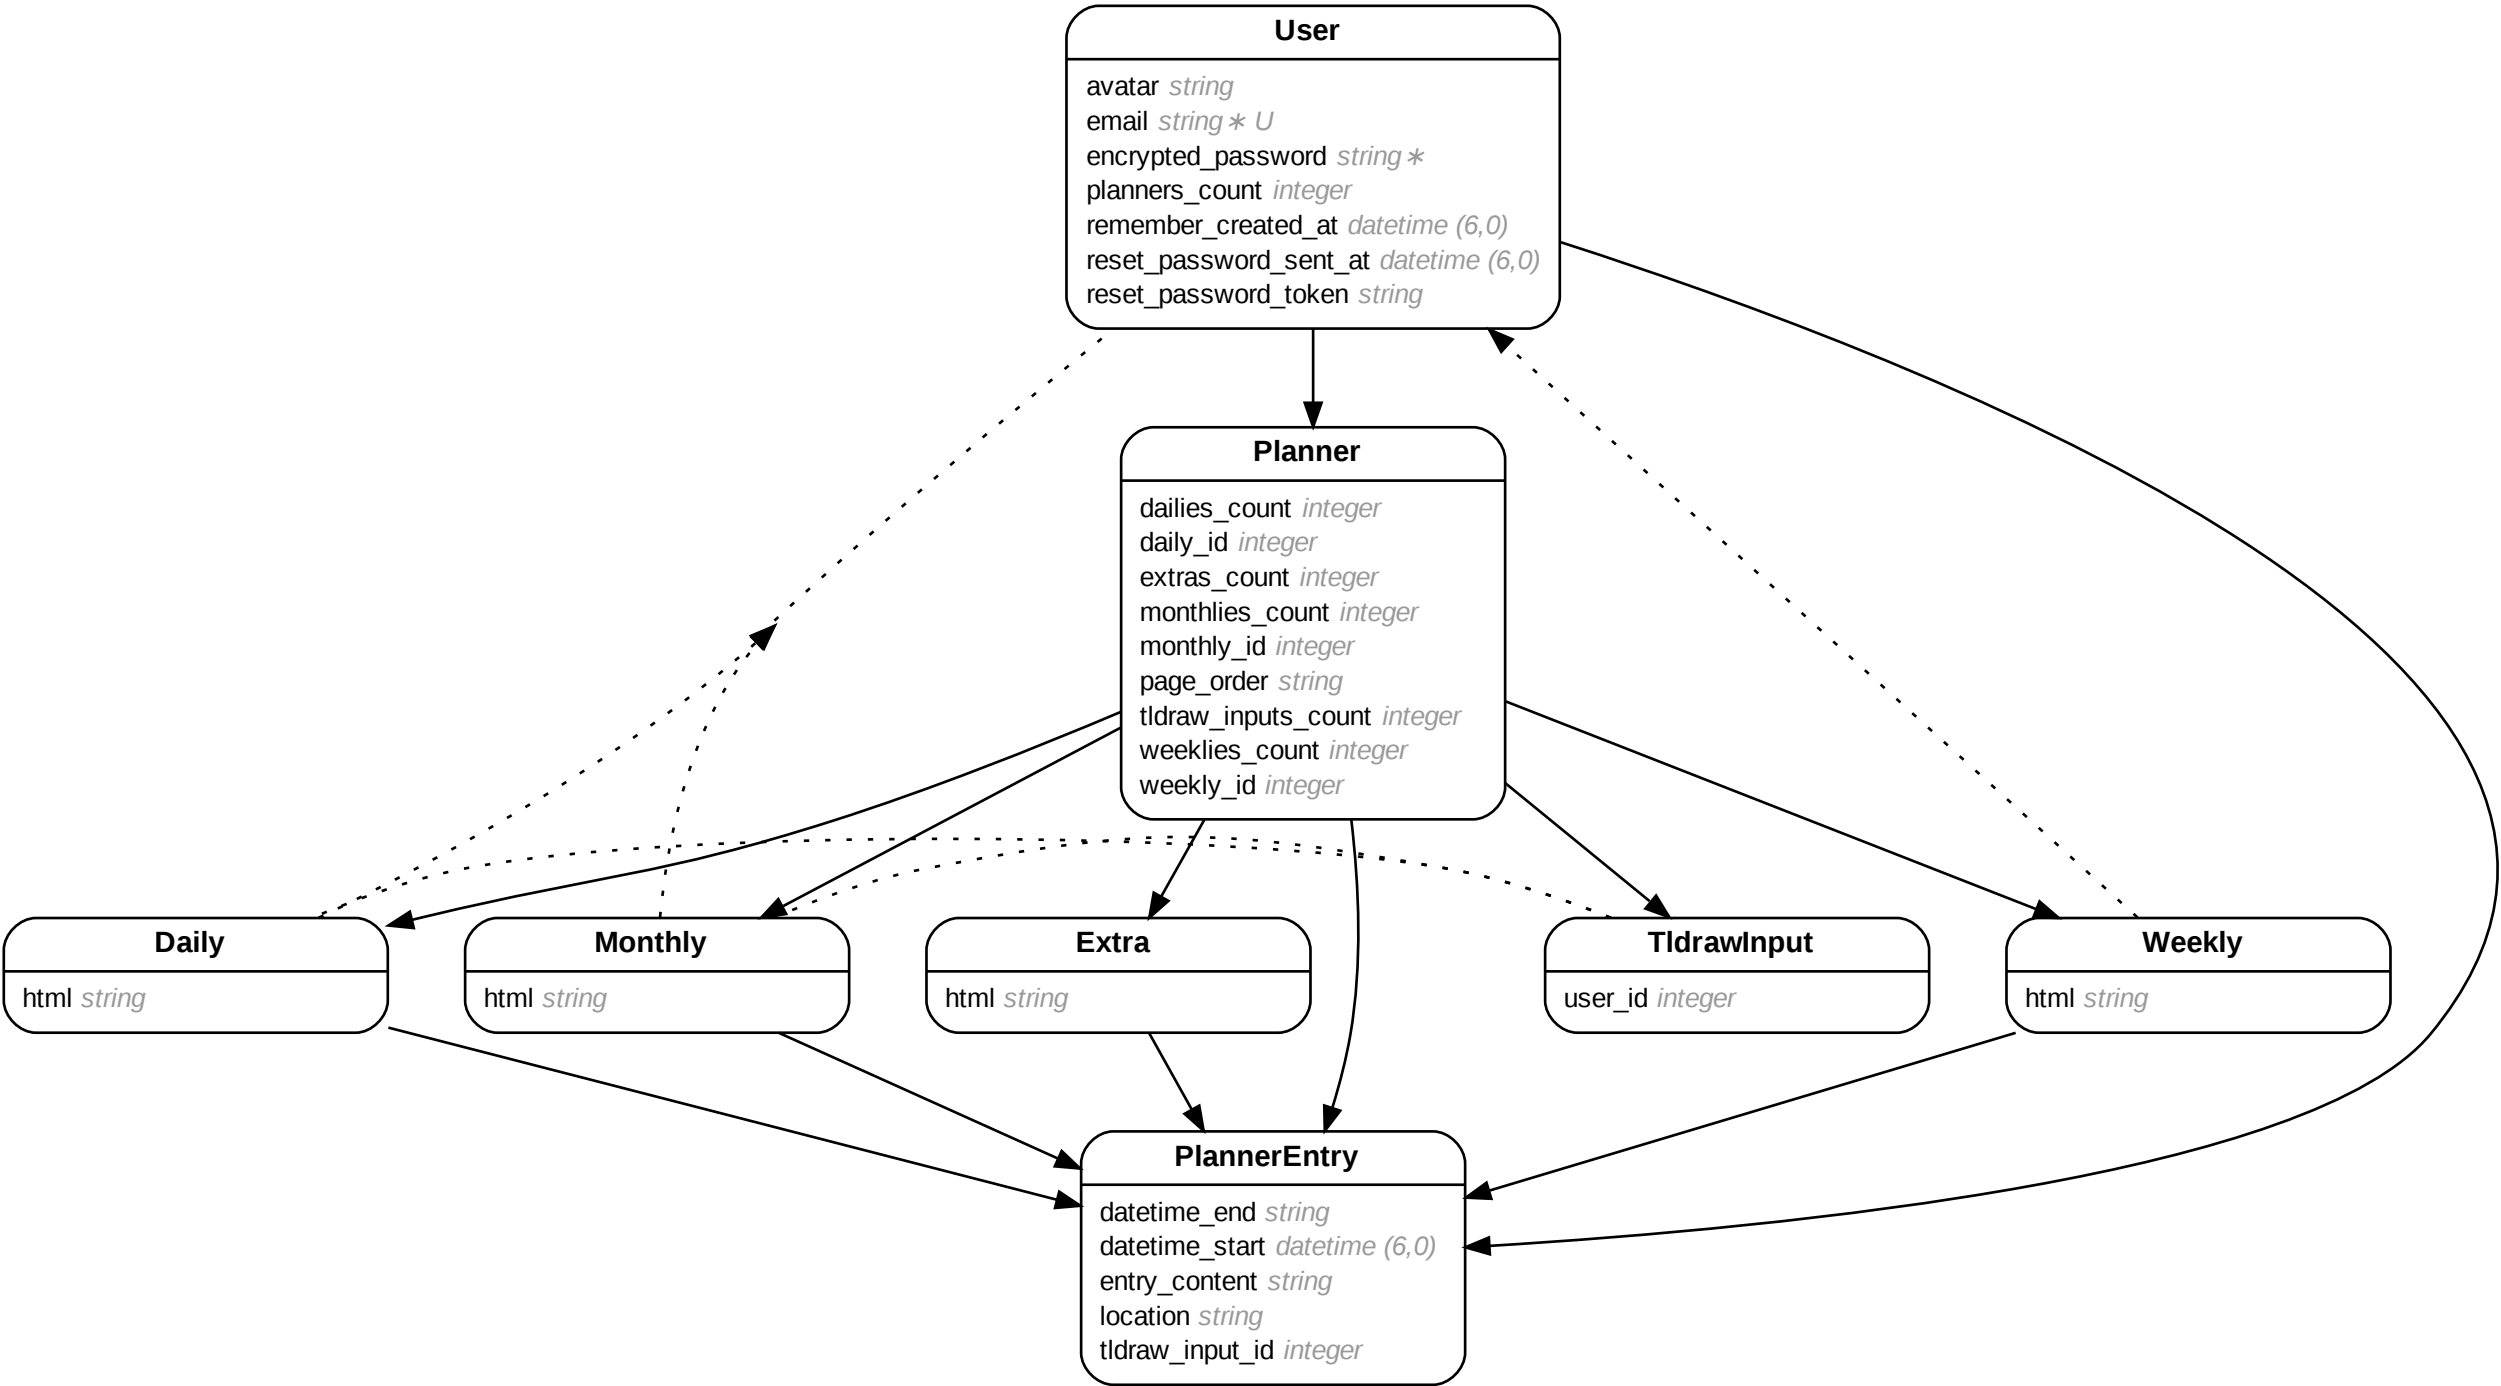 User
avatar string
email string∗ U
encrypted_password string∗
planners_count integer
remember_created_at datetime (6,0)
reset_password_sent_at datetime (6,0)
reset_password_token string
Planner
dailies_count integer
daily_id integer
extras_count integer
monthlies_count integer
monthly_id integer
page_order string
tldraw_inputs_count integer
weeklies_count integer
weekly_id integer
Daily
html string
Monthly
html string
Extra
html string
TldrawInput
user_id integer
Weekly
html string
PlannerEntry
datetime_end string
datetime_start datetime (6,0)
entry_content string
location string
tldraw_input_id integer